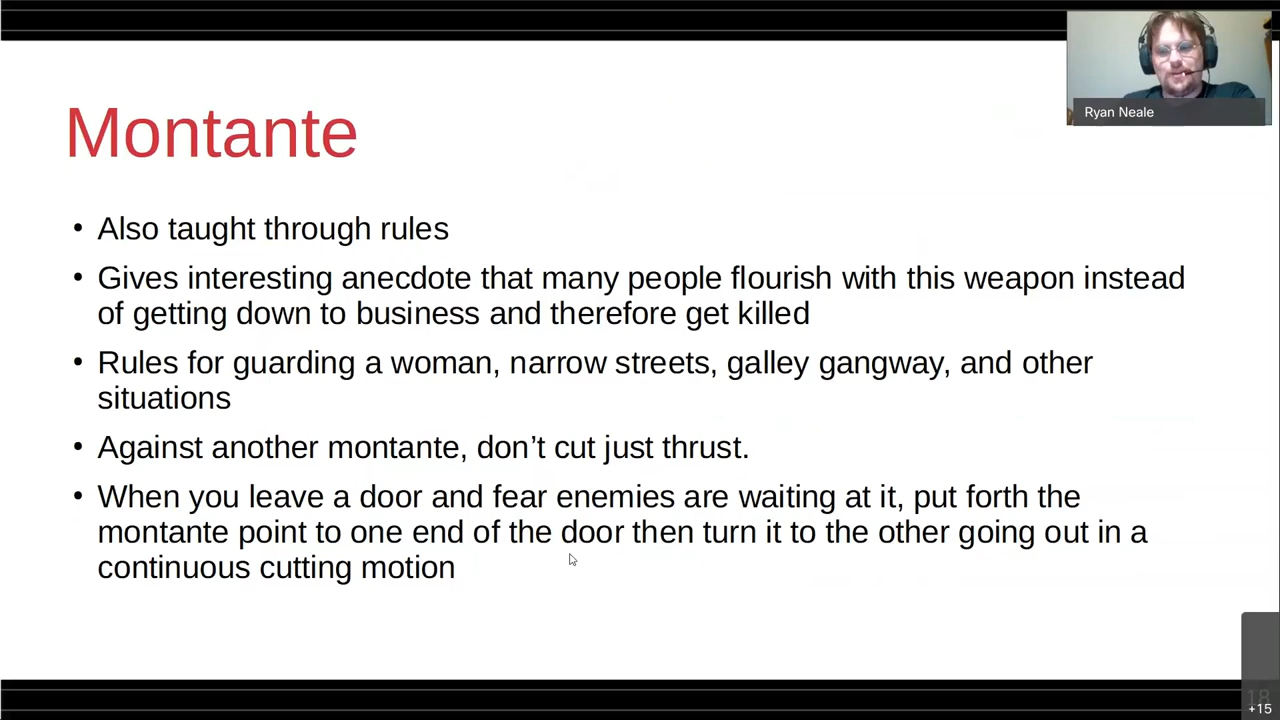 Ryan Neale
Montante
• Also taught through rules
• Gives interesting anecdote that many people flourish with this weapon instead
of getting down to business and therefore get killed
• Rules for guarding a woman, narrow streets, galley gangway, and other
situations
• Against another montante, don’t cut just thrust.
• When you leave a door and fear enemies are waiting at it, put forth the
montante point to one end of the door then turn it to the other going out in a
continuous cutting motion
18
+15